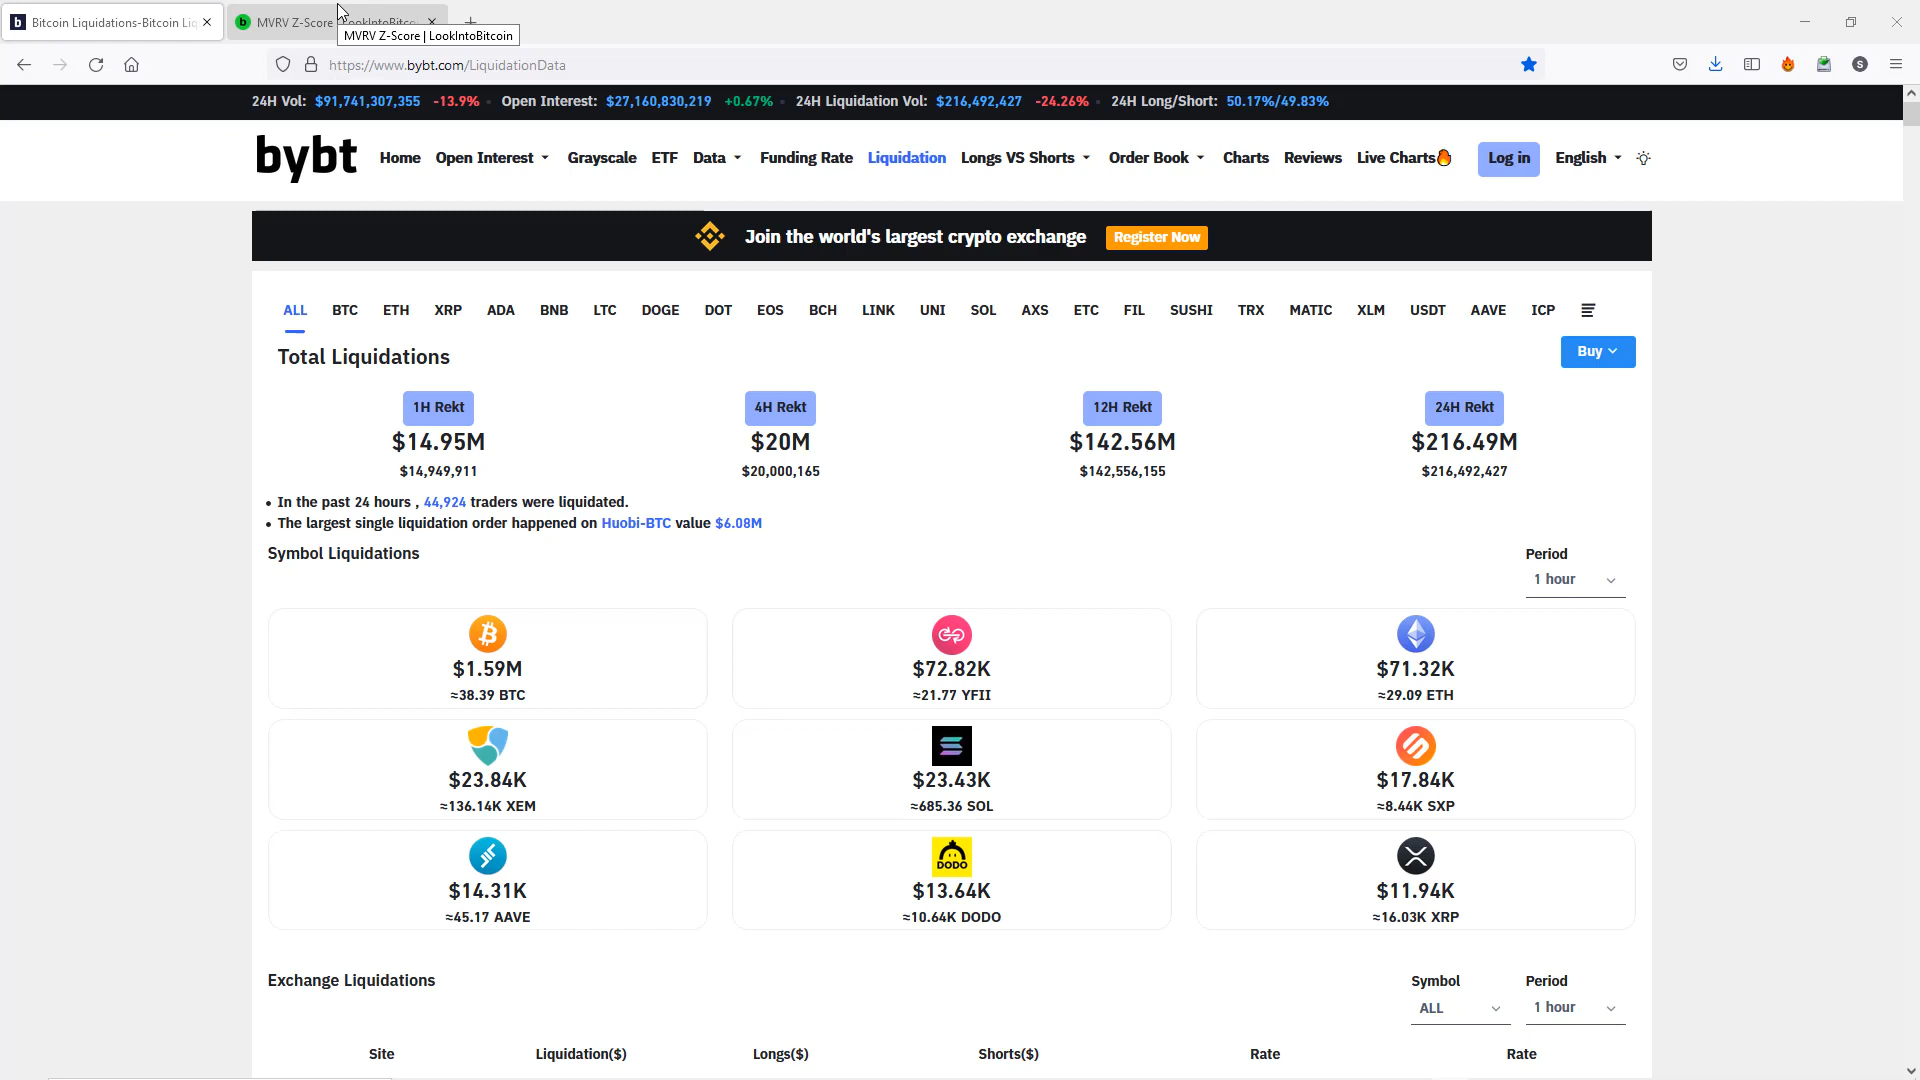 Bitcoin Liquidations-Bitcoin Liq
MVRV Z-Score
MVRV Z-Score | LookIntoBitcoin
https://www.bybt.com/LiquidationData
S
24H Vol: $91,741,307,355 -13.9% Open Interest: $27,160,830,219 +0.67% 24H Liquidation Vol: $216,492,427 -24.26% 24H Long/Short: 50.17%/49.83%
bybt Home Open Interest Grayscale ETF Data Funding Rate Liquidation Longs VS Shorts Order Book Charts Reviews Live Charts Log in English
Join the world's largest crypto exchange Register Now
ALL BTC ETH XRP ADA BNB LTC DOGE DOT EOS BCH LINK UNI SOL AXS ETC FIL SUSHI TRX MATIC XLM USDT AAVE ICP
Total Liquidations
Buy
1H Rekt 4H Rekt 12H Rekt 24H Rekt
$14.95M $20M $142.56M $216.49M
$14,949,911 $20,000,165 $142,556,155 $216,492,427
• In the past 24 hours , 44,924 traders were liquidated.
• The largest single liquidation order happened on Huobi-BTC value $6.08M
Symbol Liquidations
Period
1 hour
$1.59M $72.82K $71.32K
≈38.39 BTC ≈21.77 YFII ≈29.09 ETH
$23.84K $23.43K $17.84K
≈136.14K XEM ≈685.36 SOL ≈8.44K SXP
DODO
$14.31K $13.64K $11.94K
≈45.17 AAVE ≈10.64K DODO ≈16.03K XRP
Exchange Liquidations
Symbol Period
ALL 1 hour
Site Liquidation($) Longs($) Shorts($) Rate Rate